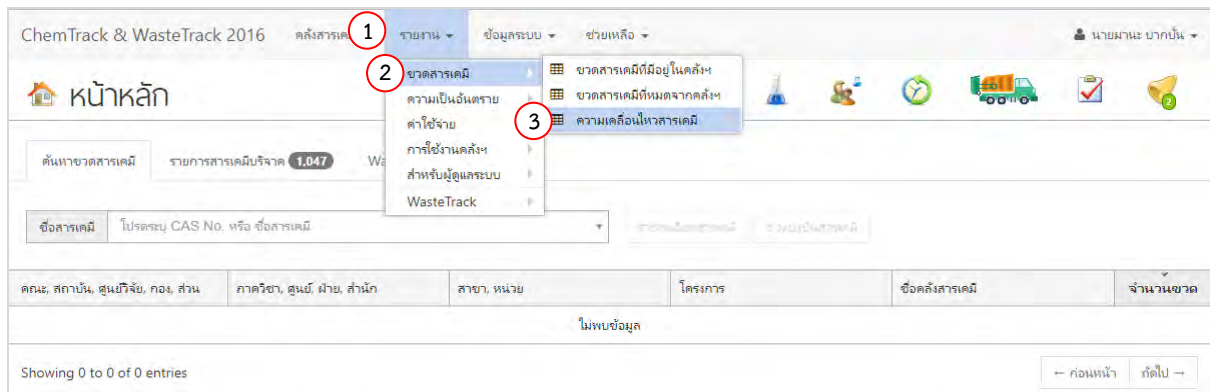 ChemTrack & WasteTrack 2016 คลังสารเค 1 รายงาน ข้อมูลระบบ ช่วยเหลือ นายมานะ บากบั่น
2 ขวดสารเคมี ขวดสารเคมีที่มีอยู่ในคลังฯ
หน้าหลัก
ความเป็นอันตราย ขวดสารเคมีที่หมดจากคลังฯ
2
ค่าใช้จ่าย 3 ความเคลื่อนไหวสารเคมี
การใช้งานคลังฯ
ค้นหาขวดสารเคมี รายการสารเคมีบริจาค 1,047 Wa
สำหรับผู้ดูแลระบบ
WasteTrack
ชื่อสารเคมี โปรดระบุ CAS No. หรือ ชื่อสารเคมี
คณะ, สถาบัน, ศูนย์วิจัย, กอง, ส่วน ภาควิชา, ศูนย์, ฝ่าย, สำนัก สาขา, หน่วย โครงการ ชื่อคลังสารเคมี จำนวนขวด
ไม่พบข้อมูล
Showing 0 to 0 of 0 entries ← ก่อนหน้า ถัดไป →